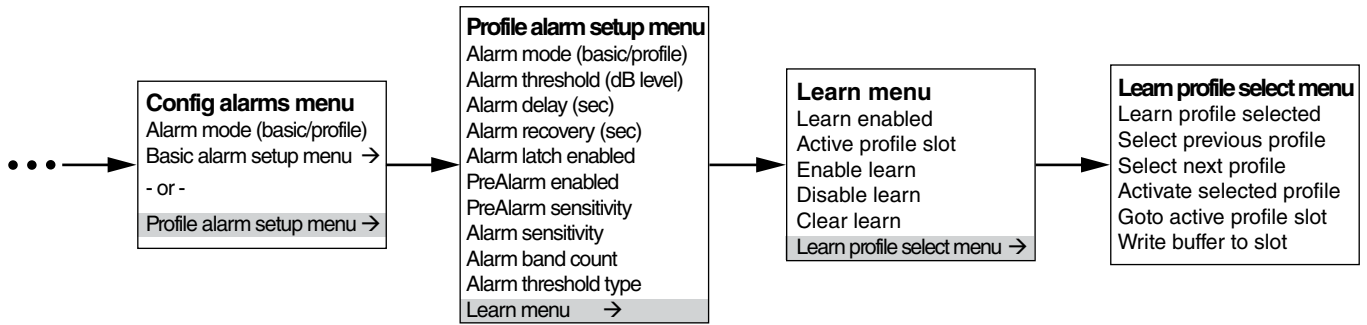 Config alarms menu
Alarm mode (basic/profile)
Basic alarm setup menu →
- or -
Profile alarm setup menu →
Profile alarm setup menu
Alarm mode (basic/profile)
Alarm threshold (dB level)
Alarm delay (sec)
Alarm recovery (sec)
Alarm latch enabled
PreAlarm enabled
PreAlarm sensitivity
Alarm sensitivity
Alarm band count
Alarm threshold type
Learn menu →
Learn menu
Learn enabled
Active profile slot
Enable learn
Disable learn
Clear learn
Learn profile select menu →
Learn profile select menu
Learn profile selected
Select previous profile
Select next profile
Activate selected profile
Goto active profile slot
Write buffer to slot